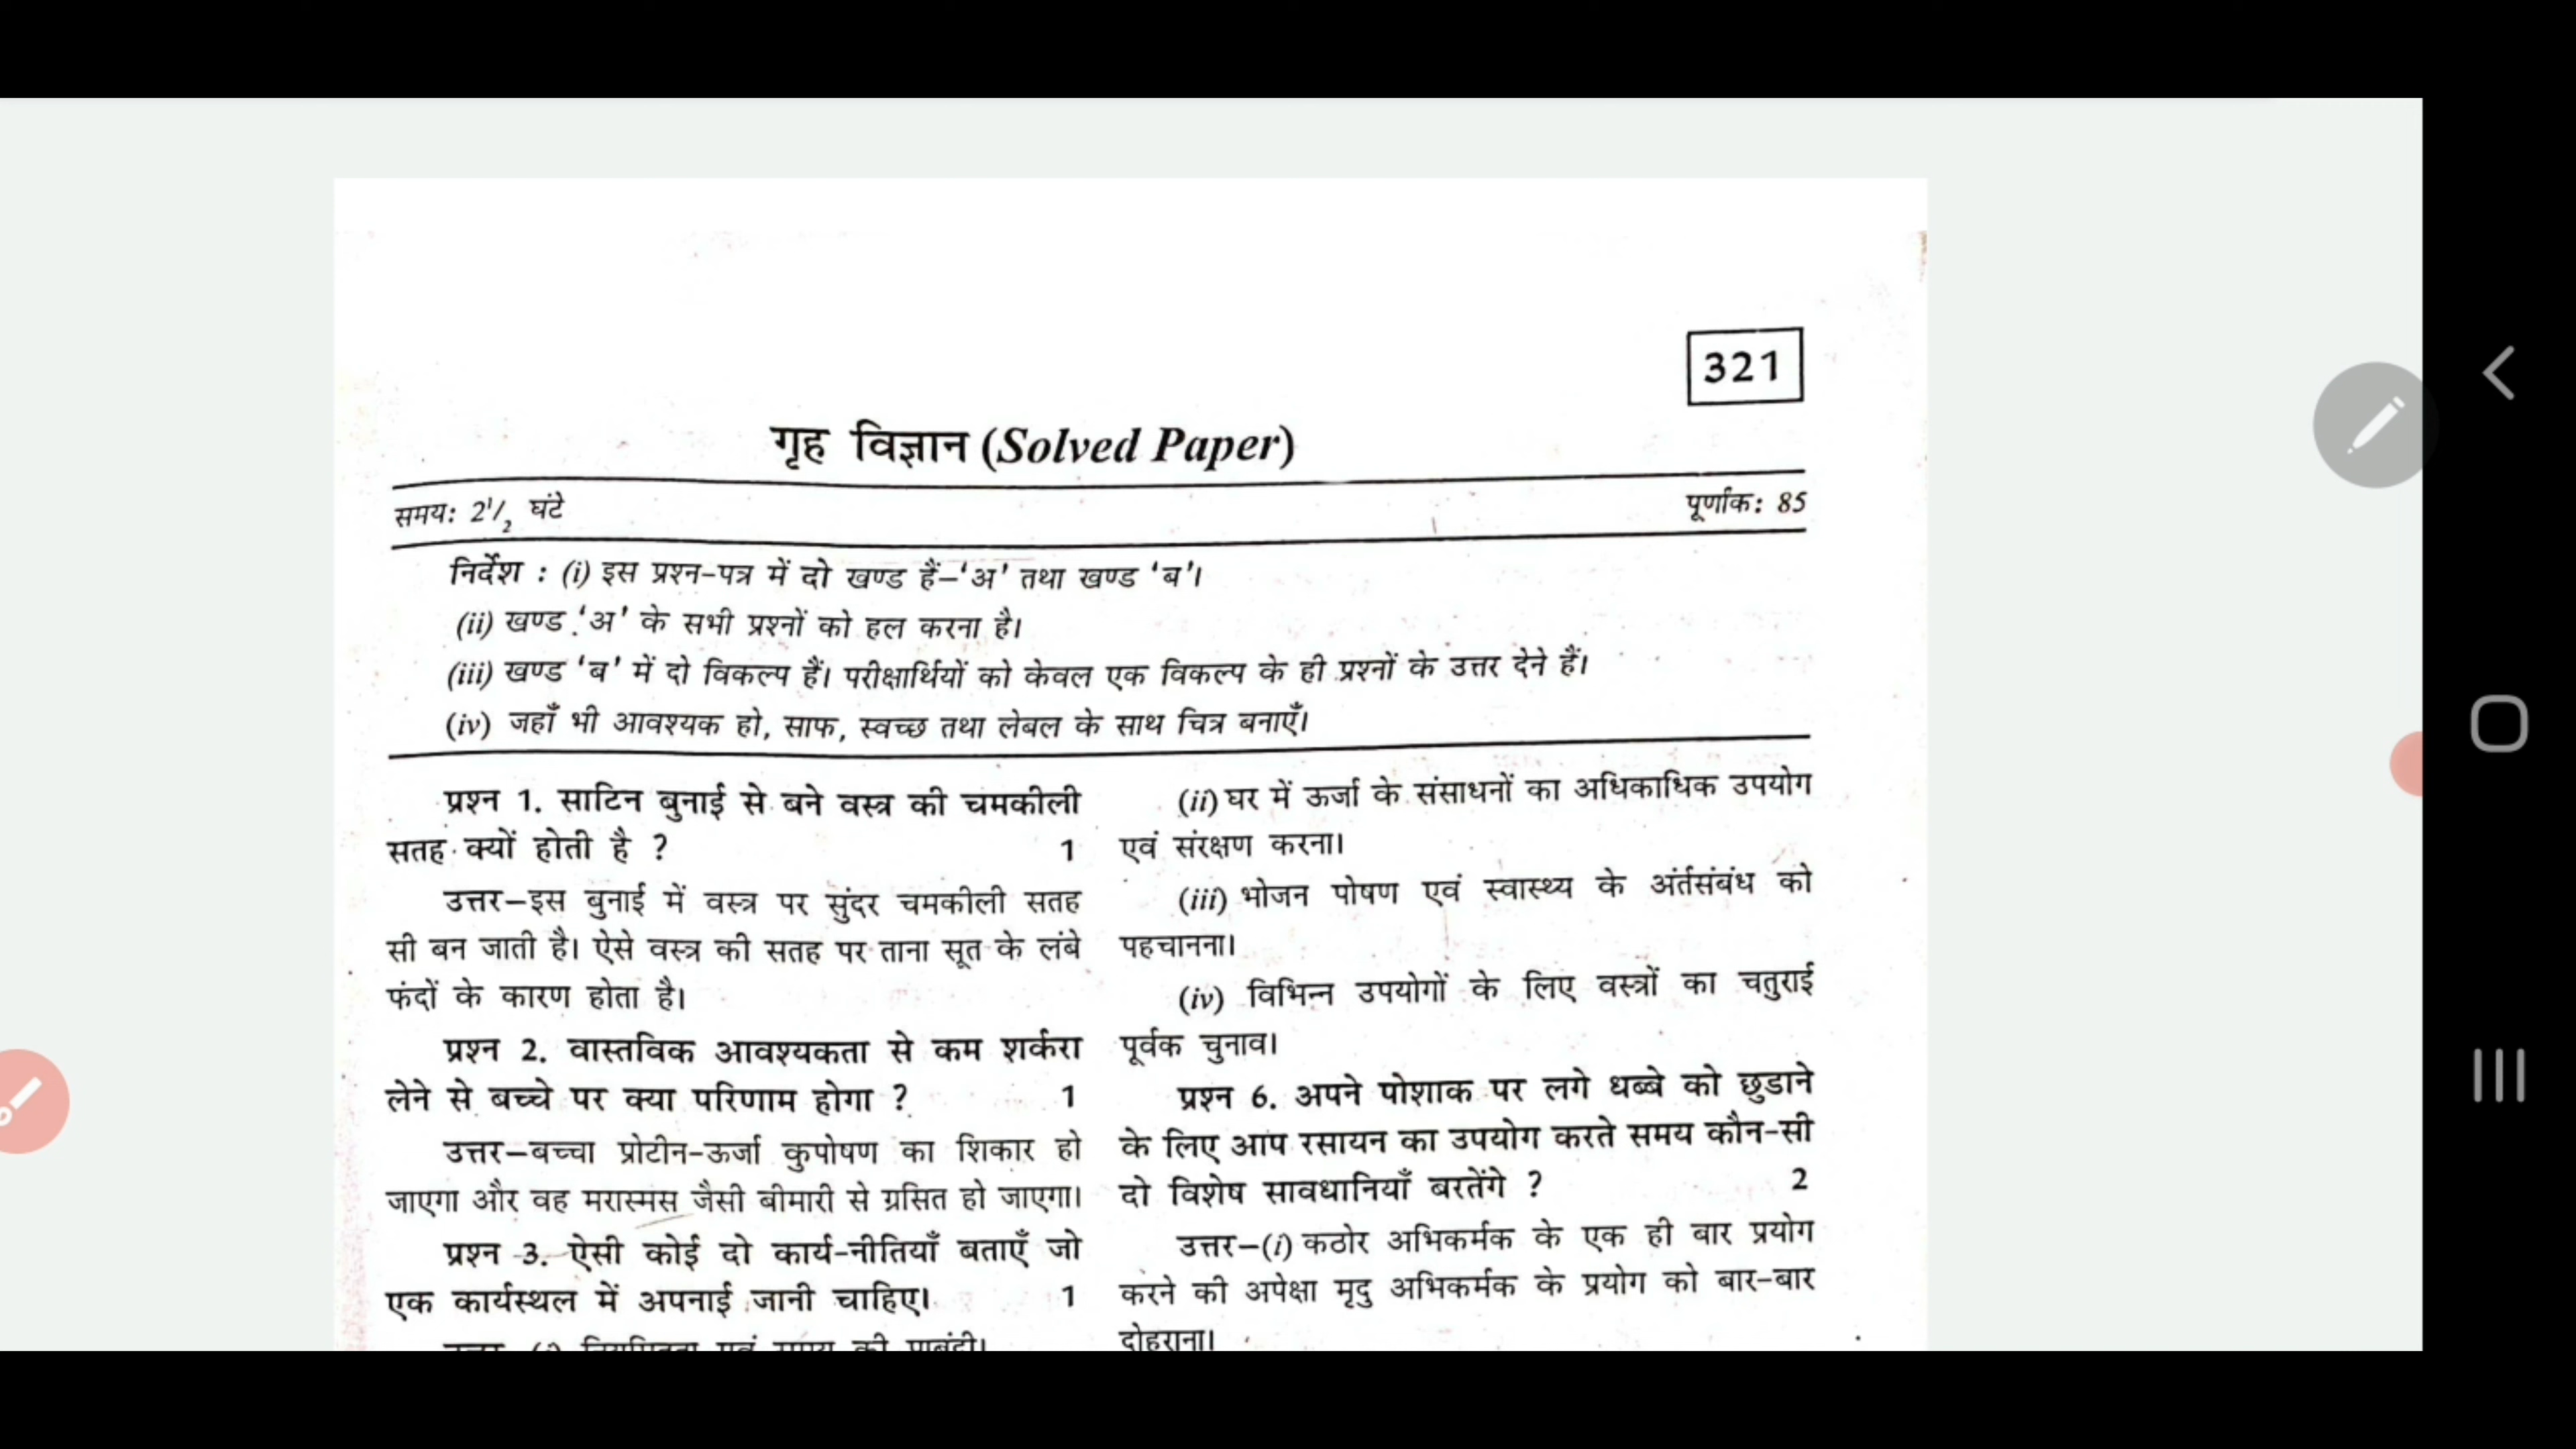 321
गृह विज्ञान (Solved Paper)
समय: 2¹/₂ घंटे
पूर्णांक: 85
निर्देश : (i) इस प्रश्न-पत्र में दो खण्ड हैं–‘अ’ तथा खण्ड ‘ब’।
(ii) खण्ड ‘अ’ के सभी प्रश्नों को हल करना है।
(iii) खण्ड ‘ब’ में दो विकल्प हैं। परीक्षार्थियों को केवल एक विकल्प के ही प्रश्नों के उत्तर देने हैं।
(iv) जहाँ भी आवश्यक हो, साफ, स्वच्छ तथा लेबल के साथ चित्र बनाएँ।
प्रश्न 1. साटिन बुनाई से बने वस्त्र की चमकीली
सतह क्यों होती है ? 1
उत्तर–इस बुनाई में वस्त्र पर सुंदर चमकीली सतह
सी बन जाती है। ऐसे वस्त्र की सतह पर ताना सूत के लंबे
फंदों के कारण होता है।
प्रश्न 2. वास्तविक आवश्यकता से कम शर्करा
लेने से बच्चे पर क्या परिणाम होगा ? 1
उत्तर–बच्चा प्रोटीन-ऊर्जा कुपोषण का शिकार हो
जाएगा और वह मरास्मस जैसी बीमारी से ग्रसित हो जाएगा।
प्रश्न 3. ऐसी कोई दो कार्य-नीतियाँ बताएँ जो
एक कार्यस्थल में अपनाई जानी चाहिए। 1
(ii) घर में ऊर्जा के संसाधनों का अधिकाधिक उपयोग
एवं संरक्षण करना।
(iii) भोजन पोषण एवं स्वास्थ्य के अंर्तसंबंध को
पहचानना।
(iv) विभिन्न उपयोगों के लिए वस्त्रों का चतुराई
पूर्वक चुनाव।
प्रश्न 6. अपने पोशाक पर लगे धब्बे को छुडाने
के लिए आप रसायन का उपयोग करते समय कौन-सी
दो विशेष सावधानियाँ बरतेंगे ? 2
उत्तर–(i) कठोर अभिकर्मक के एक ही बार प्रयोग
करने की अपेक्षा मृदु अभिकर्मक के प्रयोग को बार-बार
दोहराना।